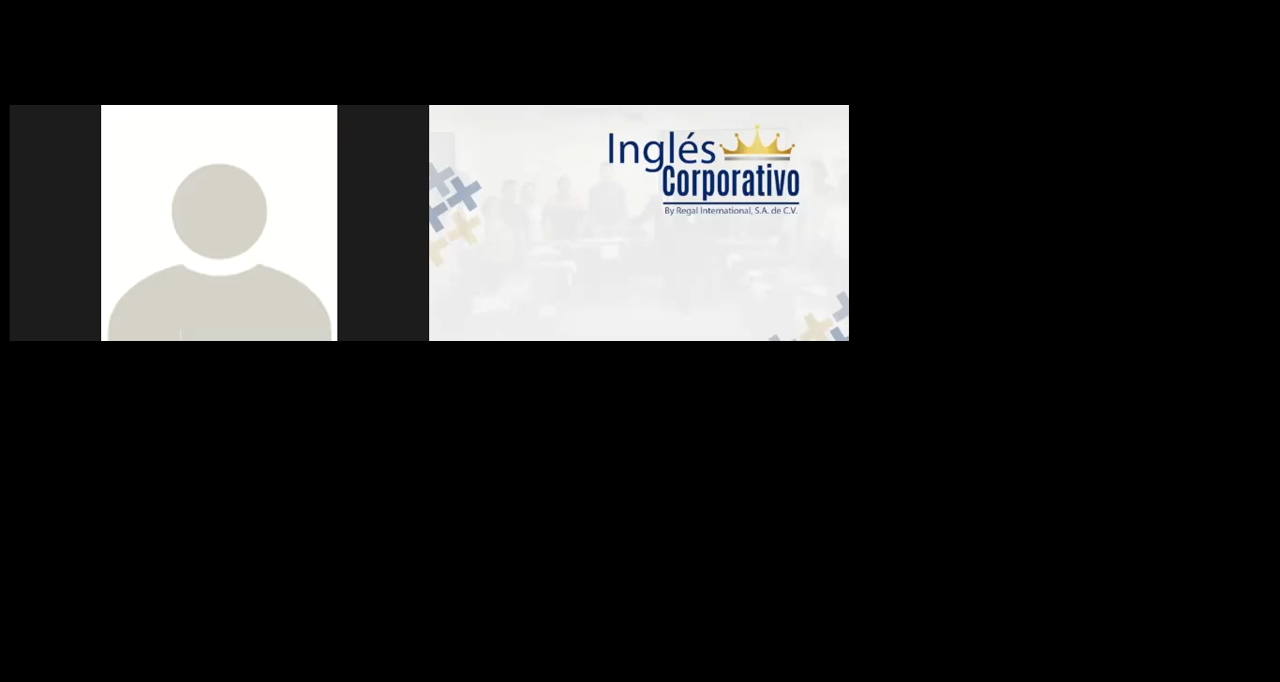 Inglés
Corporativo
By Regal International, S.A. de C.V.